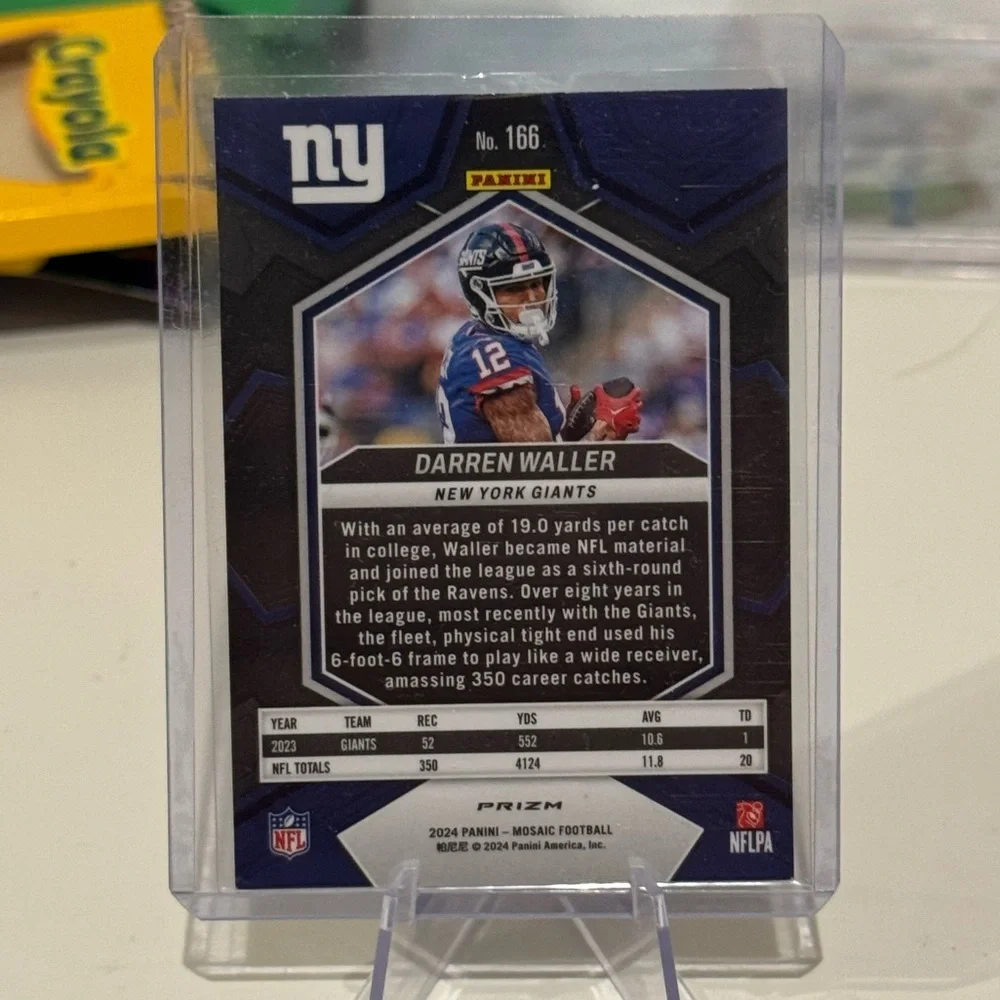 Crayola
ny
No. 166
PANINI
12
DARREN WALLER
NEW YORK GIANTS
With an average of 19.0 yards per catch
in college, Waller became NFL material
and joined the league as a sixth-round
pick of the Ravens. Over eight years in
the league, most recently with the Giants,
the fleet, physical tight end used his
6-foot-6 frame to play like a wide receiver,
amassing 350 career catches.
YEAR TEAM REC YDS AVG TD
2023 GIANTS 52 552 10.6 1
NFL TOTALS 350 4124 11.8 20
PRIZM
2024 PANINI – MOSAIC FOOTBALL
帕尼尼 © 2024 Panini America, Inc.
NFL
NFLPA